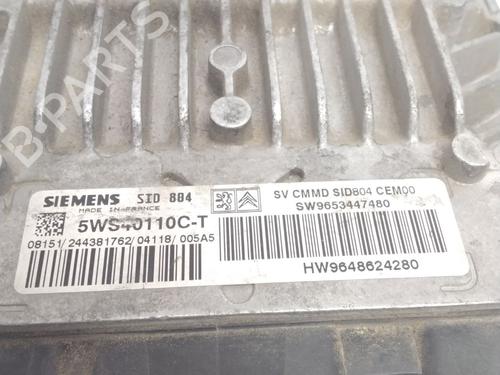 B-PARTS
SIEMENS SID 804
MADE IN FRANCE
5WS40110C-T
08151/244381762/04118/005A5
SV CMMD SID804 CEM00
SW9653447480
HW9648624280